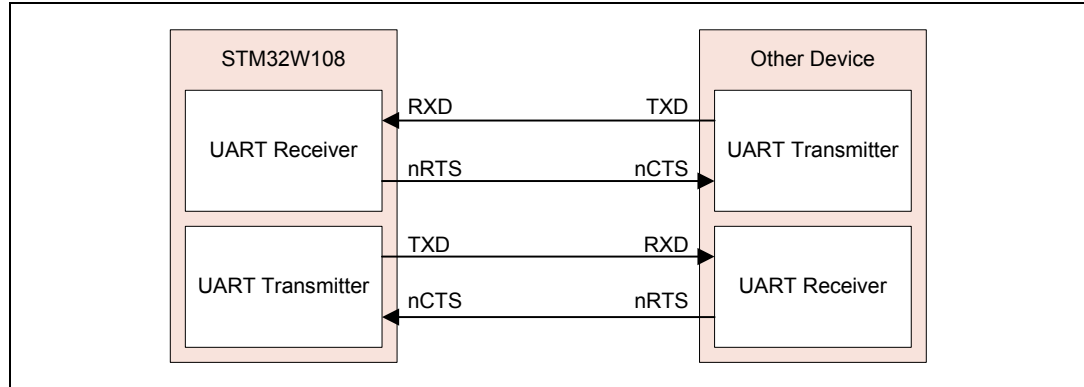 STM32W108 Other Device
RXD TXD
UART Receiver UART Transmitter
nRTS nCTS
TXD RXD
UART Transmitter UART Receiver
nCTS nRTS